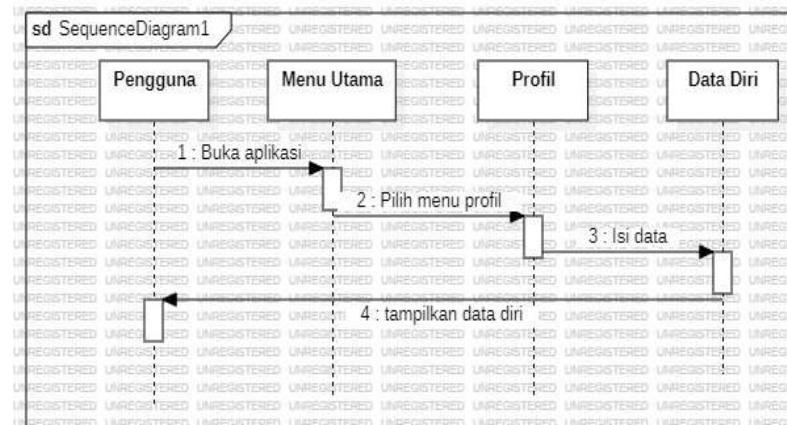 sd SequenceDiagram1
Pengguna
Menu Utama
Profil
Data Diri
1 : Buka aplikasi
2 : Pilih menu profil
3 : Isi data
4 : tampilkan data diri
UNREGISTERED